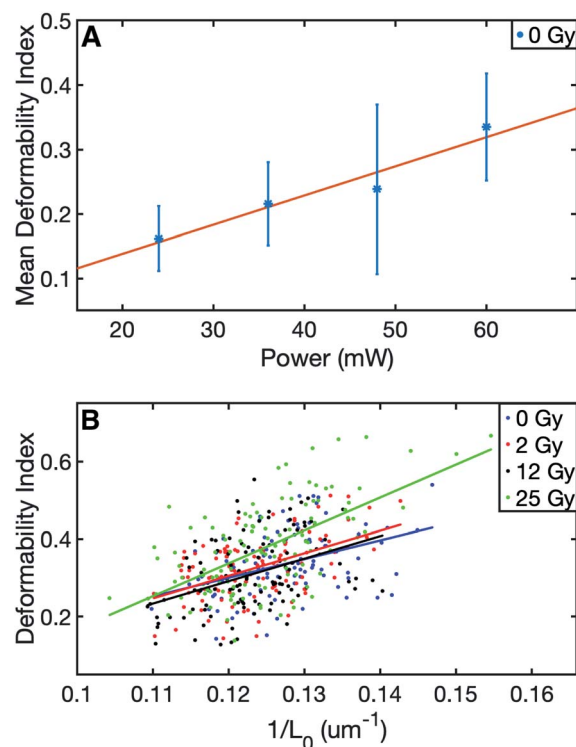 A
0 Gy
Mean Deformability Index
0.5
0.4
0.3
0.2
0.1
20 30 40 50 60
Power (mW)
B
0 Gy
2 Gy
12 Gy
25 Gy
Deformability Index
0.6
0.4
0.2
0.1 0.11 0.12 0.13 0.14 0.15 0.16
1/L₀ (um⁻¹)